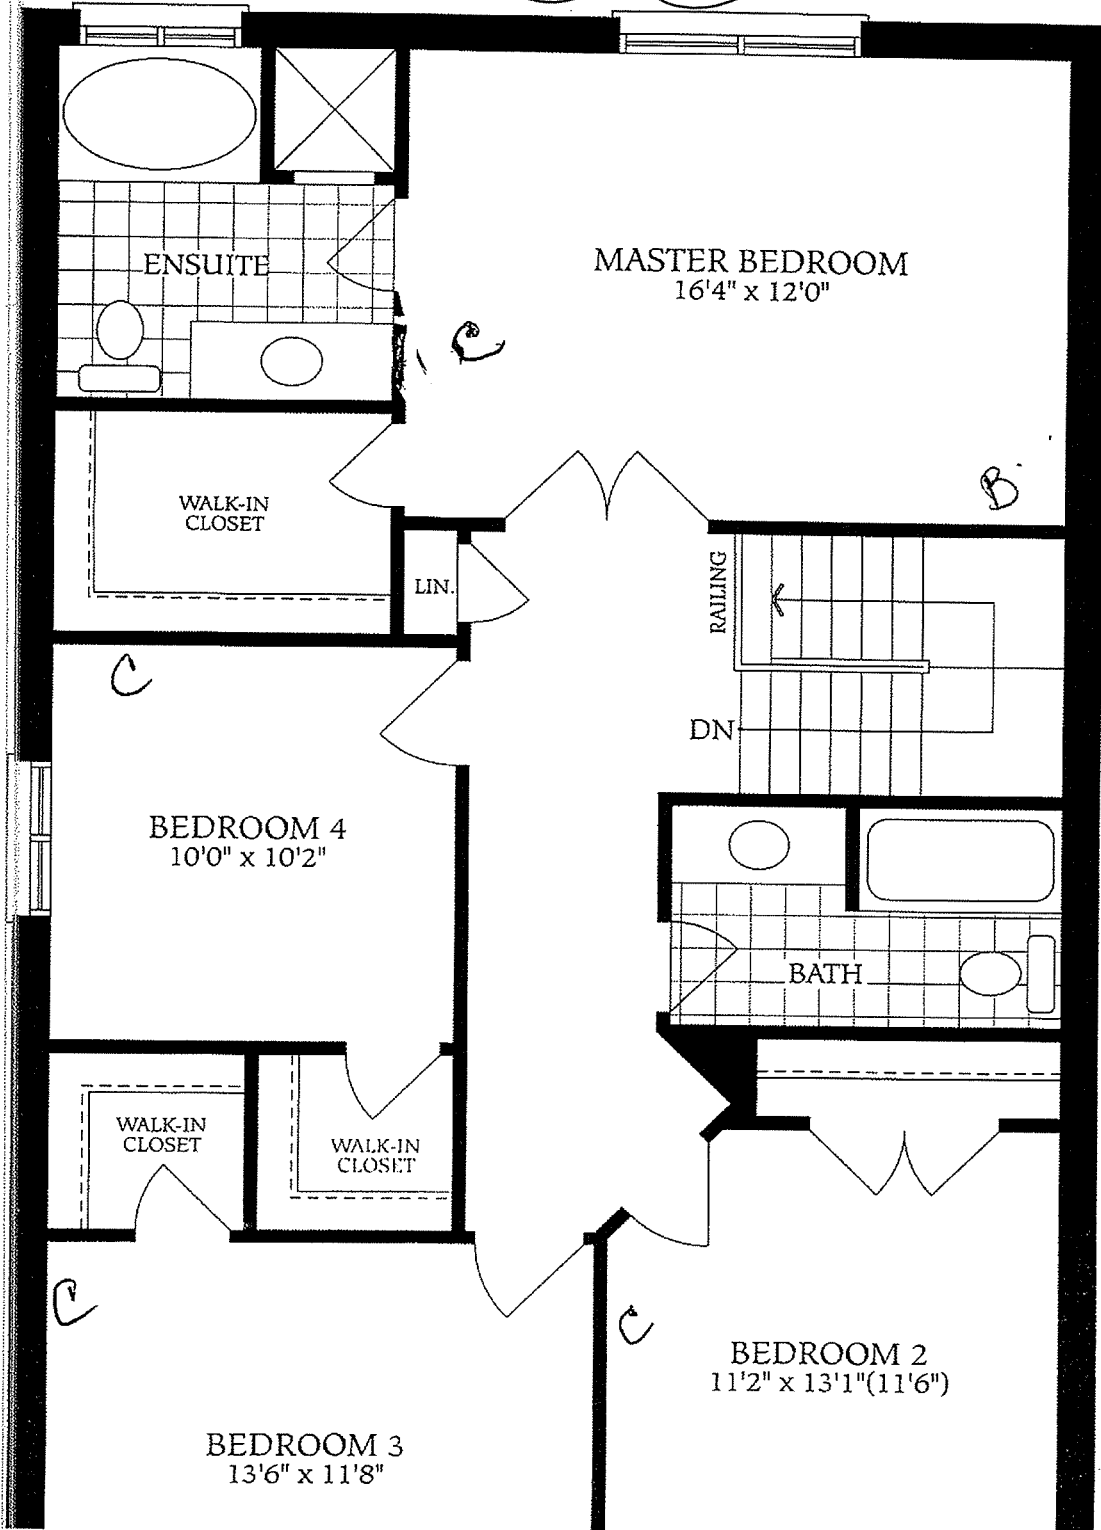 ENSUITE
MASTER BEDROOM
16'4" x 12'0"
C
B
WALK-IN
CLOSET
LIN.
RAILING
C
DN
BEDROOM 4
10'0" x 10'2"
BATH
WALK-IN
CLOSET
WALK-IN
CLOSET
C
C
BEDROOM 2
11'2" x 13'1"(11'6")
BEDROOM 3
13'6" x 11'8"